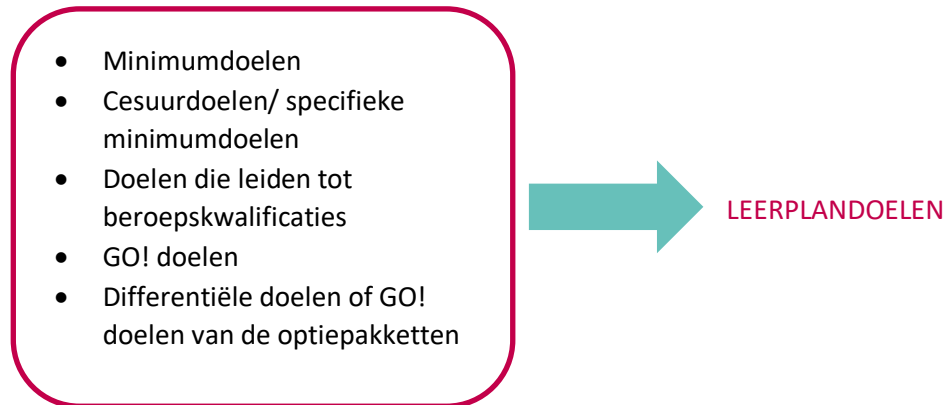 • Minimumdoelen
• Cesuurdoelen/ specifieke
minimumdoelen
• Doelen die leiden tot
beroepskwalificaties
• GO! doelen
• Differentiële doelen of GO!
doelen van de optiepakketten
LEERPLANDOELEN